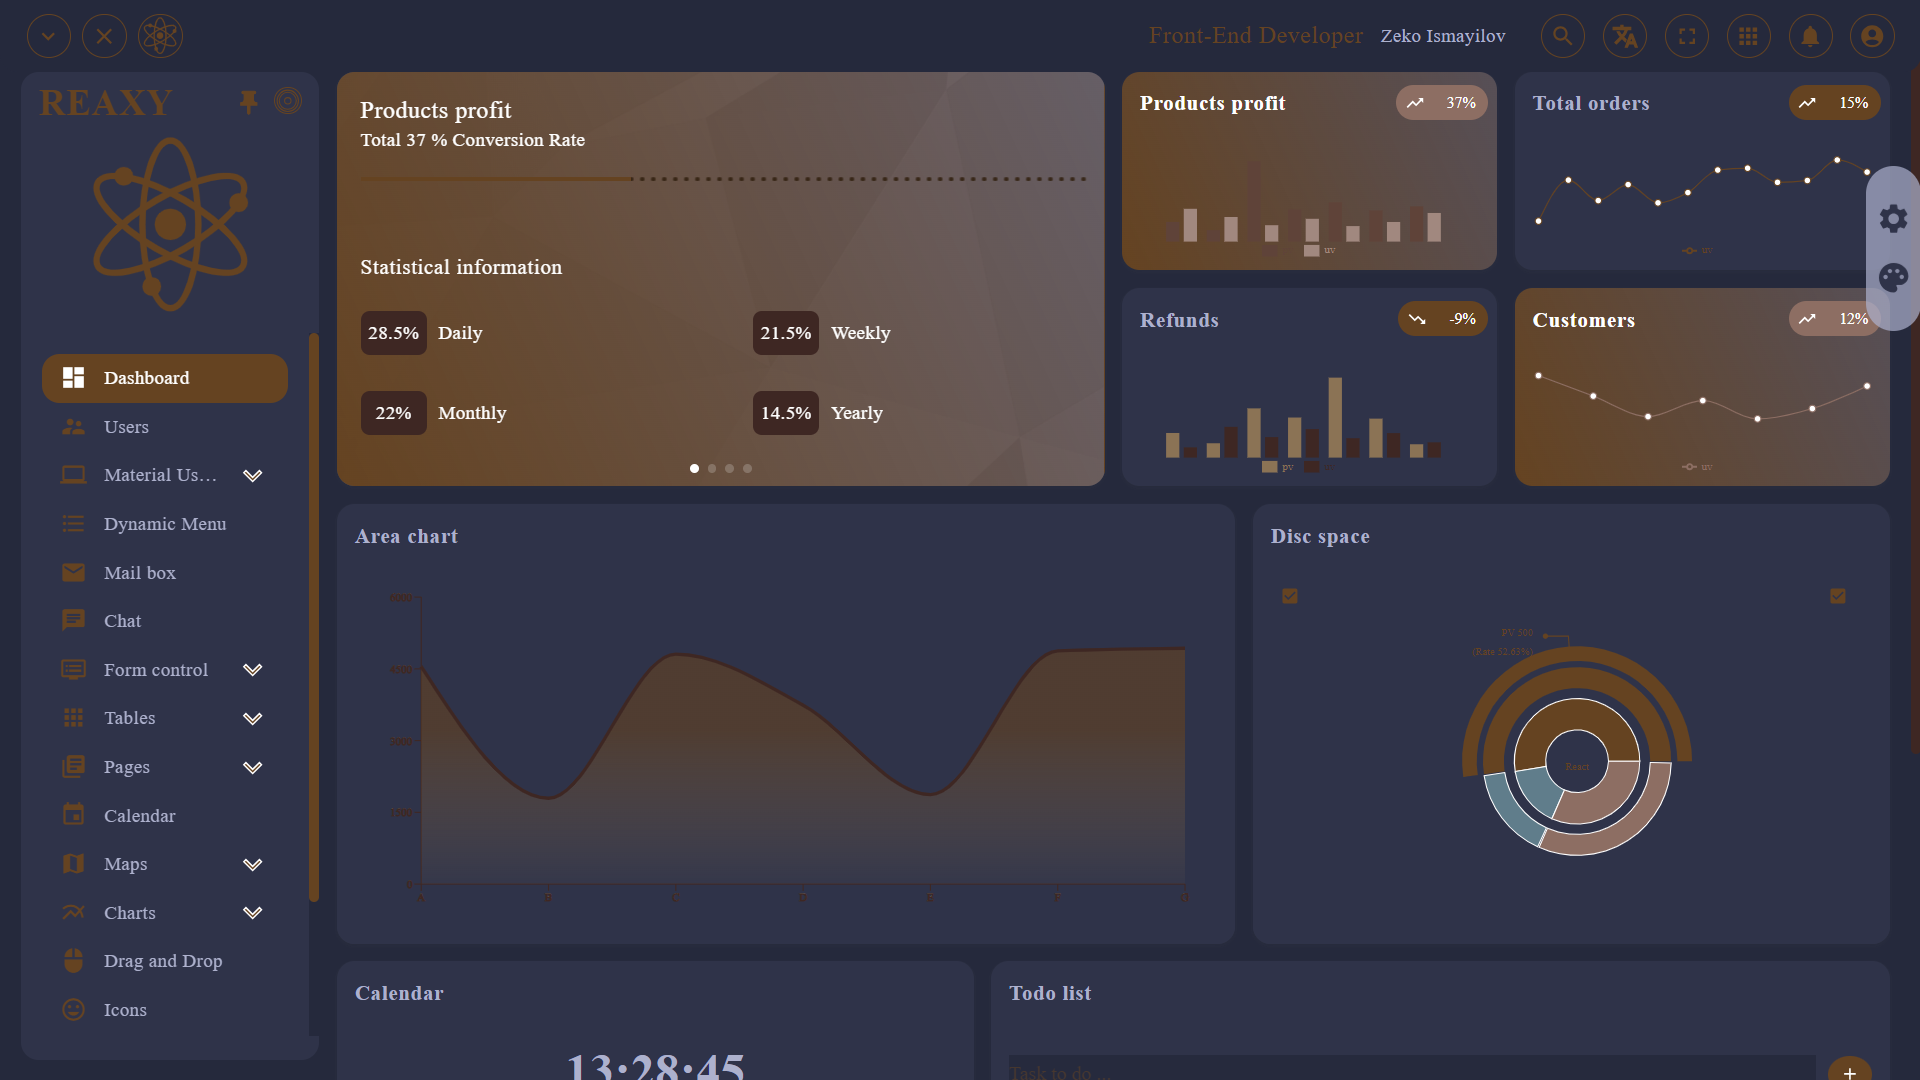 Front-End Developer Zeko Ismayilov
REAXY
Dashboard
Users
Material Us...
Dynamic Menu
Mail box
Chat
Form control
Tables
Pages
Calendar
Maps
Charts
Drag and Drop
Icons
Products profit
Total 37 % Conversion Rate
Statistical information
28.5% Daily
21.5% Weekly
22% Monthly
14.5% Yearly
Products profit
37%
uv
Total orders
15%
uv
Refunds
-9%
pv
Customers
12%
uv
Area chart
6000
4500
3000
1500
0
A B C D E F G
Disc space
PV 500
(Rate 52.63%)
React
Calendar
13:28:45
Todo list
Task to do ...